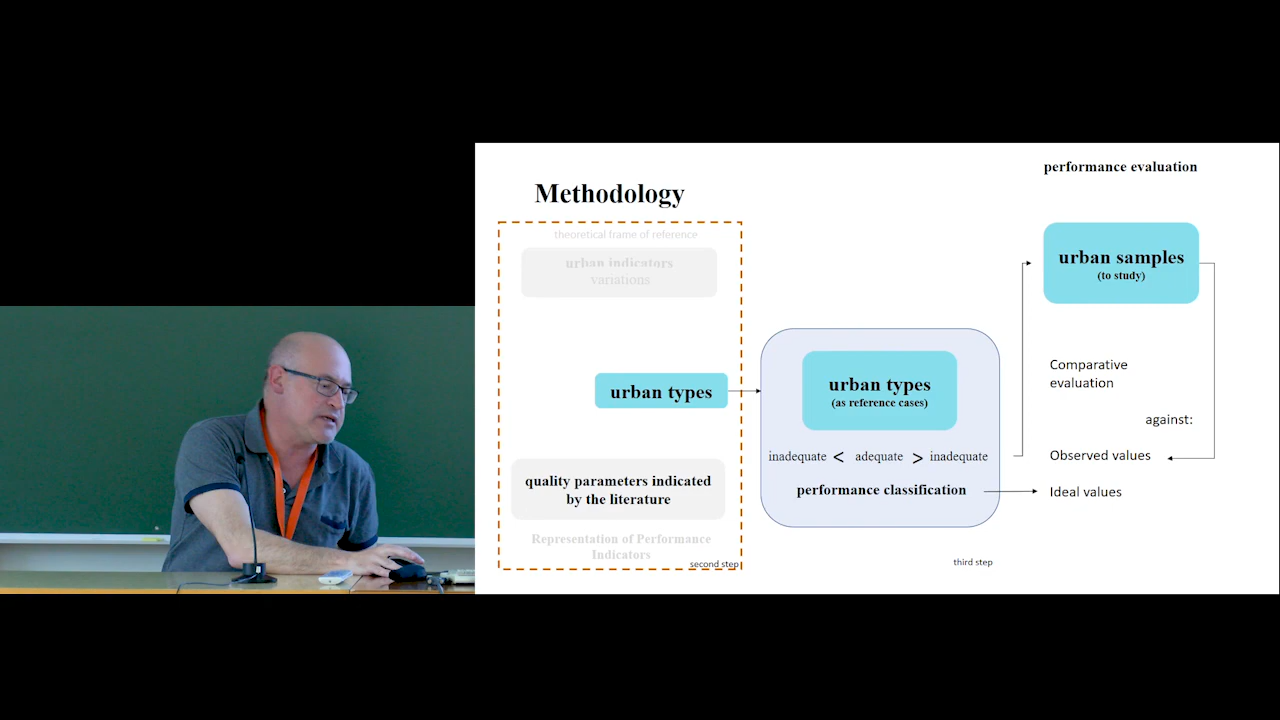 performance evaluation
Methodology
theoretical frame of reference
urban indicators
variations
urban types
quality parameters indicated
by the literature
Representation of Performance
Indicators
second step
urban types
(as reference cases)
inadequate < adequate > inadequate
performance classification
third step
urban samples
(to study)
Comparative
evaluation
against:
Observed values
Ideal values